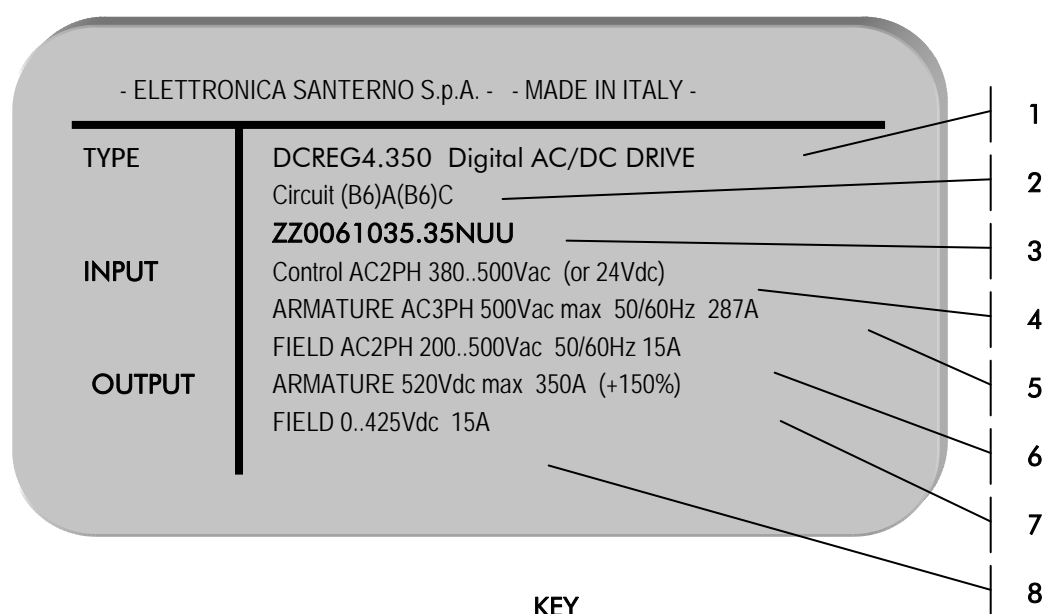 - ELETTRONICA SANTERNO S.p.A. - - MADE IN ITALY -
TYPE DCREG4.350 Digital AC/DC DRIVE
Circuit (B6)A(B6)C
ZZ0061035.35NUU
INPUT Control AC2PH 380..500Vac (or 24Vdc)
ARMATURE AC3PH 500Vac max 50/60Hz 287A
FIELD AC2PH 200..500Vac 50/60Hz 15A
OUTPUT ARMATURE 520Vdc max 350A (+150%)
FIELD 0..425Vdc 15A
1
2
3
4
5
6
7
8
KEY